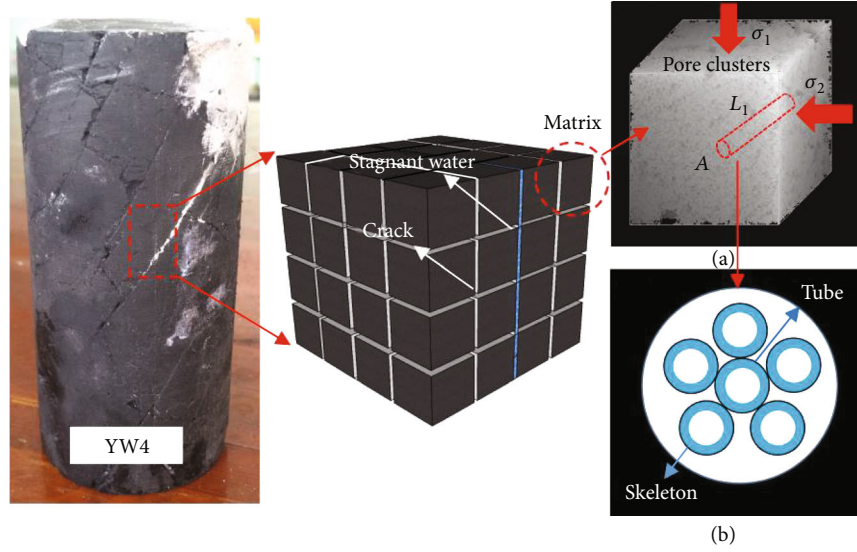 YW4
Matrix
Stagnant water
Crack
σ1
Pore clusters
σ2
L1
A
(a)
Tube
Skeleton
(b)